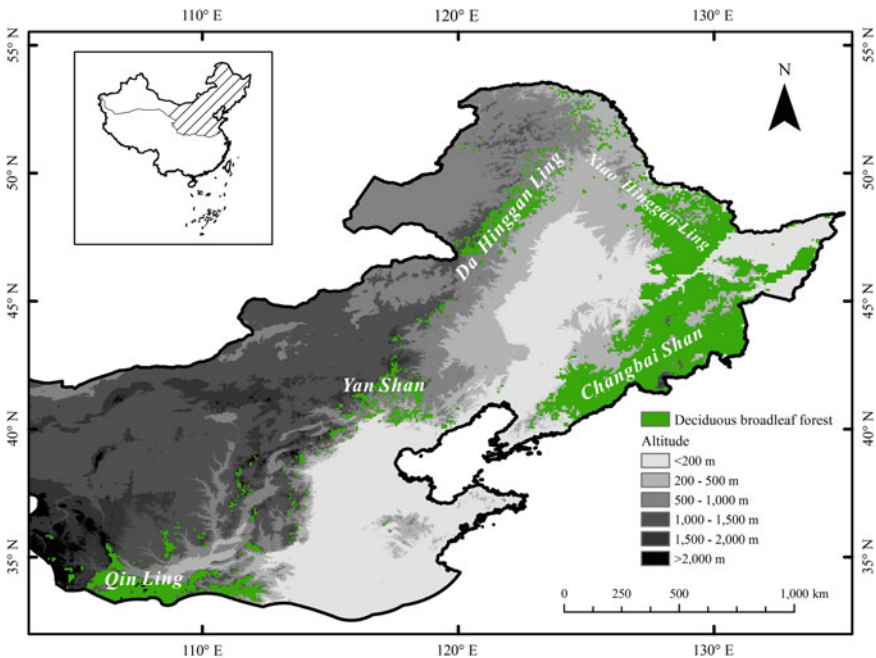 110° E
120° E
130° E
55° N
55° N
N
50° N
50° N
Xiao Hinggan Ling
Da Hinggan Ling
45° N
45° N
Changbai Shan
Yan Shan
40° N
40° N
Deciduous broadleaf forest
Altitude
<200 m
200 - 500 m
500 - 1,000 m
1,000 - 1,500 m
1,500 - 2,000 m
>2,000 m
35° N
35° N
Qin Ling
0 250 500 1,000 km
110° E
120° E
130° E